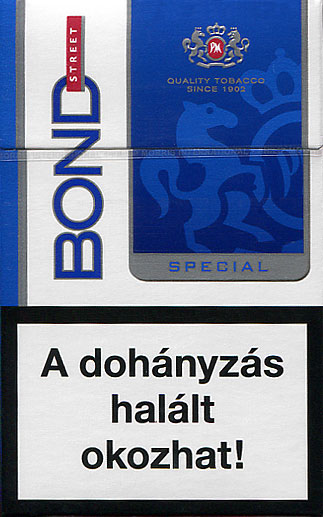 BOND
STREET
PM
QUALITY TOBACCO
SINCE 1902
SPECIAL
A dohányzás
halált
okozhat!